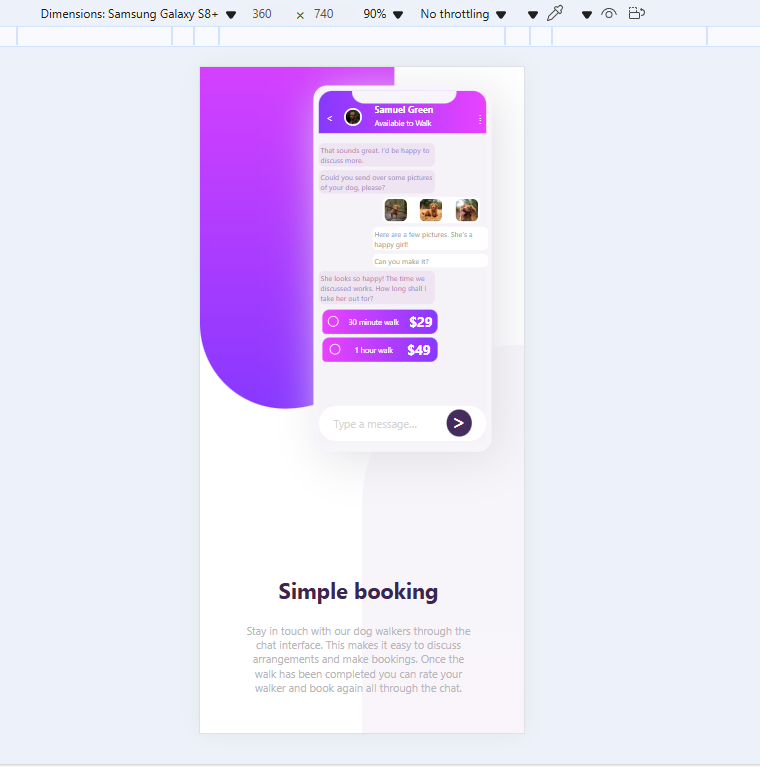 Dimensions: Samsung Galaxy S8+ ▼ 360 × 740 90% ▼ No throttling ▼
Samuel Green
< Available to Walk
That sounds great. I'd be happy to
discuss more.
Could you send over some pictures
of your dog, please?
Here are a few pictures. She's a
happy girl!
Can you make it?
She looks so happy! The time we
discussed works. How long shall I
take her out for?
30 minute walk $29
1 hour walk $49
Type a message... >
Simple booking
Stay in touch with our dog walkers through the
chat interface. This makes it easy to discuss
arrangements and make bookings. Once the
walk has been completed you can rate your
walker and book again all through the chat.